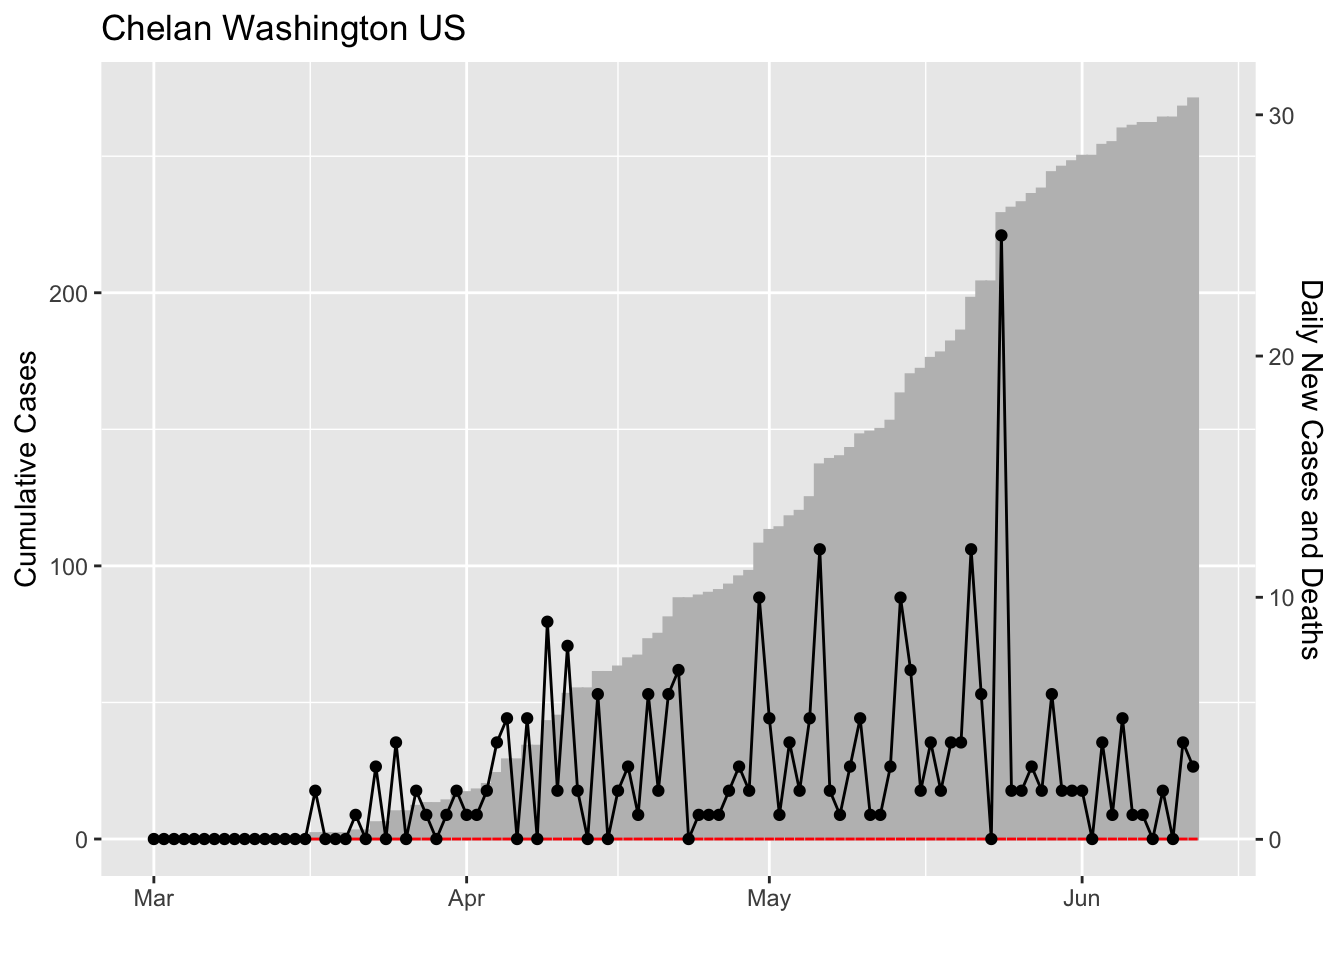 Chelan Washington US
Cumulative Cases
200
100
0
30
20
10
0
Daily New Cases and Deaths
Mar
Apr
May
Jun